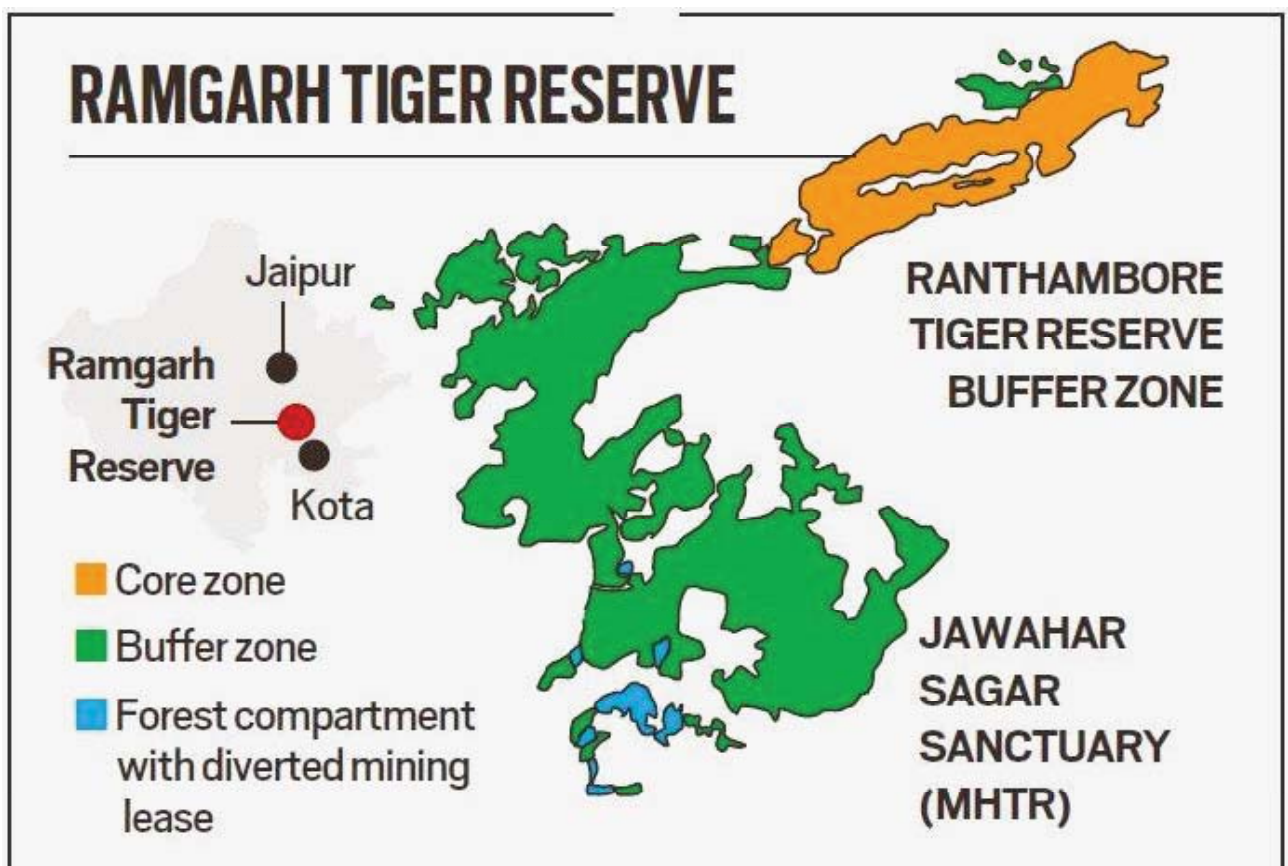 RAMGARH TIGER RESERVE
Jaipur
Ramgarh
Tiger
Reserve
Kota
Core zone
Buffer zone
Forest compartment
with diverted mining
lease
RANTHAMBORE
TIGER RESERVE
BUFFER ZONE
JAWAHAR
SAGAR
SANCTUARY
(MHTR)